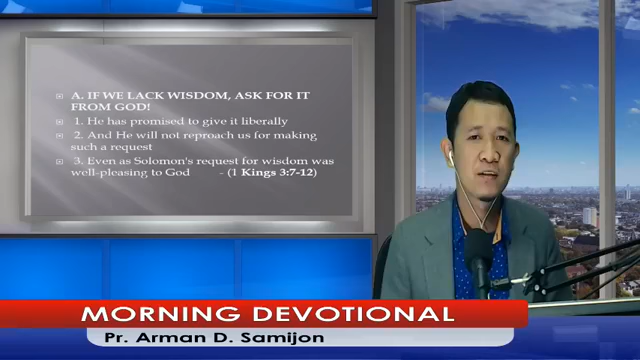 A. IF WE LACK WISDOM, ASK FOR IT
FROM GOD!
1. He has promised to give it liberally
2. And He will not reproach us for making
such a request
3. Even as Solomon's request for wisdom was
well-pleasing to God - (1 Kings 3:7-12)
MORNING DEVOTIONAL
Pr. Arman D. Samijon